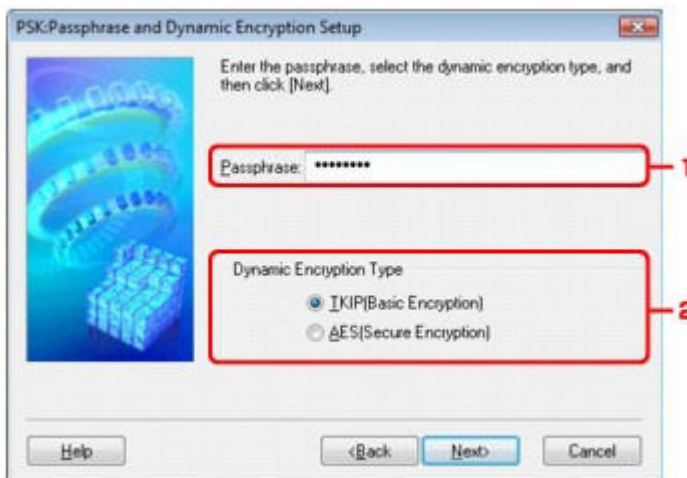 PSK:Passphrase and Dynamic Encryption Setup
Enter the passphrase, select the dynamic encryption type, and
then click [Next].
Passphrase: ••••••••
1
Dynamic Encryption Type
TKIP(Basic Encryption)
AES(Secure Encryption)
2
Help
<Back
Next>
Cancel